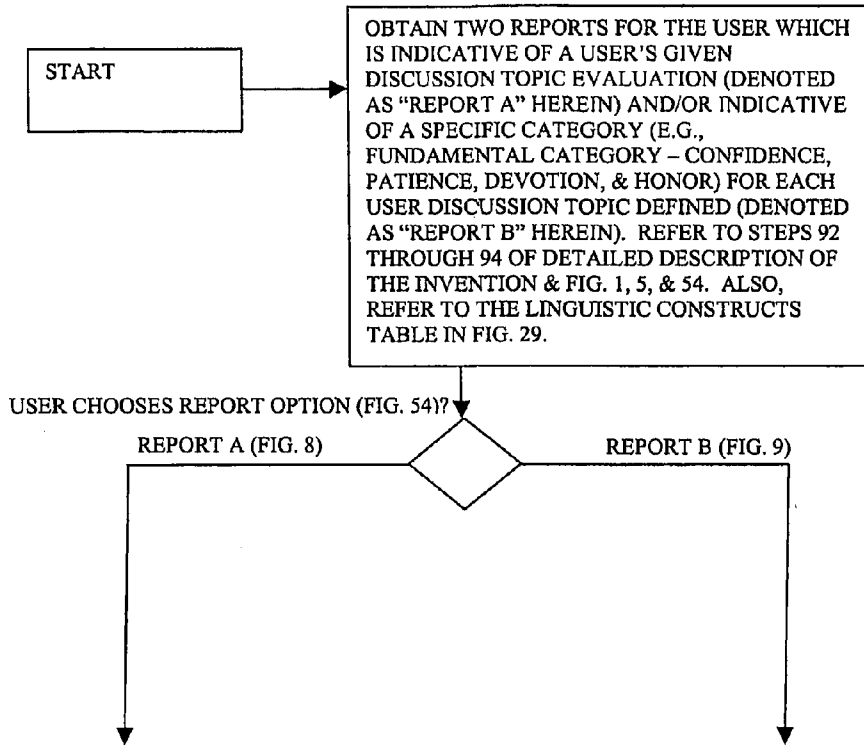 START
OBTAIN TWO REPORTS FOR THE USER WHICH
IS INDICATIVE OF A USER'S GIVEN
DISCUSSION TOPIC EVALUATION (DENOTED
AS "REPORT A" HEREIN) AND/OR INDICATIVE
OF A SPECIFIC CATEGORY (E.G.,
FUNDAMENTAL CATEGORY – CONFIDENCE,
PATIENCE, DEVOTION, & HONOR) FOR EACH
USER DISCUSSION TOPIC DEFINED (DENOTED
AS "REPORT B" HEREIN). REFER TO STEPS 92
THROUGH 94 OF DETAILED DESCRIPTION OF
THE INVENTION & FIG. 1, 5, & 54. ALSO,
REFER TO THE LINGUISTIC CONSTRUCTS
TABLE IN FIG. 29.
USER CHOOSES REPORT OPTION (FIG. 54)?
REPORT A (FIG. 8)
REPORT B (FIG. 9)